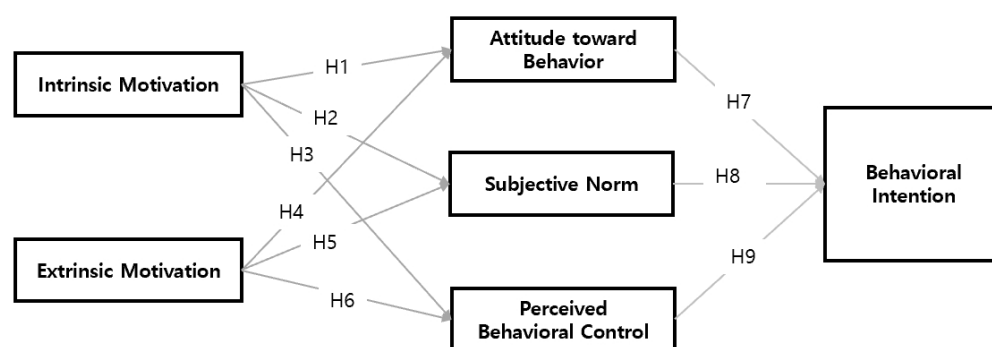 Attitude toward
Behavior
Intrinsic Motivation
H1
H2
H3
H7
Subjective Norm
H8
Behavioral
Intention
H4
H5
Extrinsic Motivation
H6
H9
Perceived
Behavioral Control